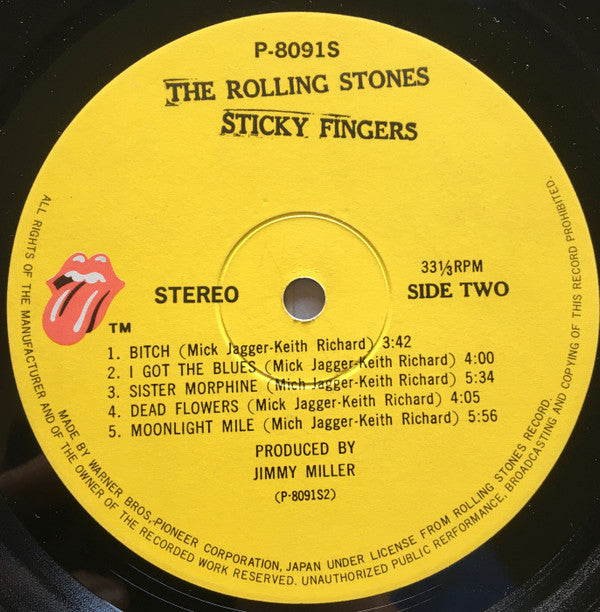 P-8091S
THE ROLLING STONES
STICKY FINGERS
STEREO
33⅓RPM
SIDE TWO
TM
1. BITCH (Mick Jagger-Keith Richard) 3:42
2. I GOT THE BLUES (Mick Jagger-Keith Richard) 4:00
3. SISTER MORPHINE (Mich Jagger-Keith Richard) 5:34
4. DEAD FLOWERS (Mick Jagger-Keith Richard) 4:05
5. MOONLIGHT MILE (Mick Jagger-Keith Richard) 5:56
PRODUCED BY
JIMMY MILLER
(P-8091S2)
MADE BY WARNER BROS.,PIONEER CORPORATION, JAPAN UNDER LICENSE FROM ROLLING STONES RECORD.
ALL RIGHTS OF THE MANUFACTURER AND OF THE OWNER OF THE RECORDED WORK RESERVED. UNAUTHORIZED PUBLIC RERFORMANCE, BROADCASTING AND COPYING OF THIS RECORD PROHIBITED.